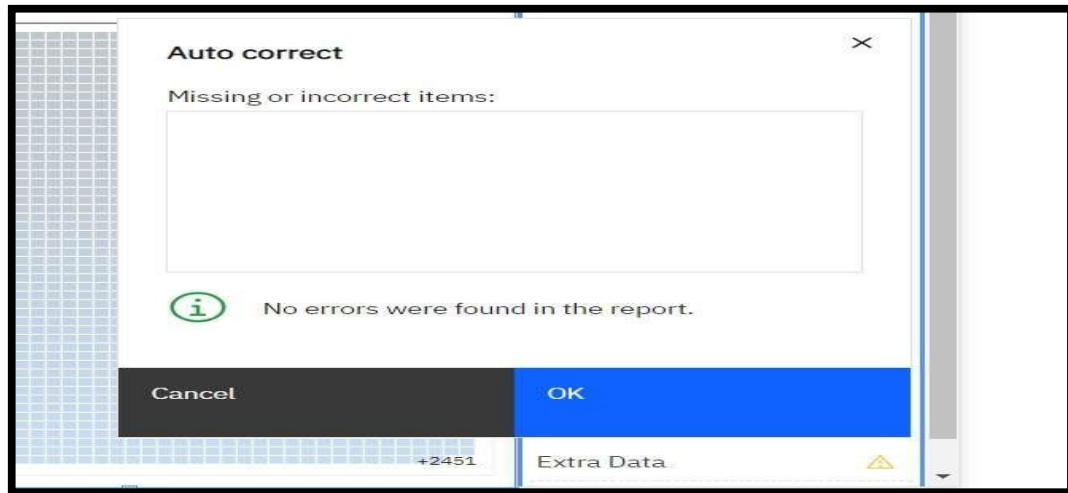 Auto correct
Missing or incorrect items:
No errors were found in the report.
Cancel OK
+2451 Extra Data